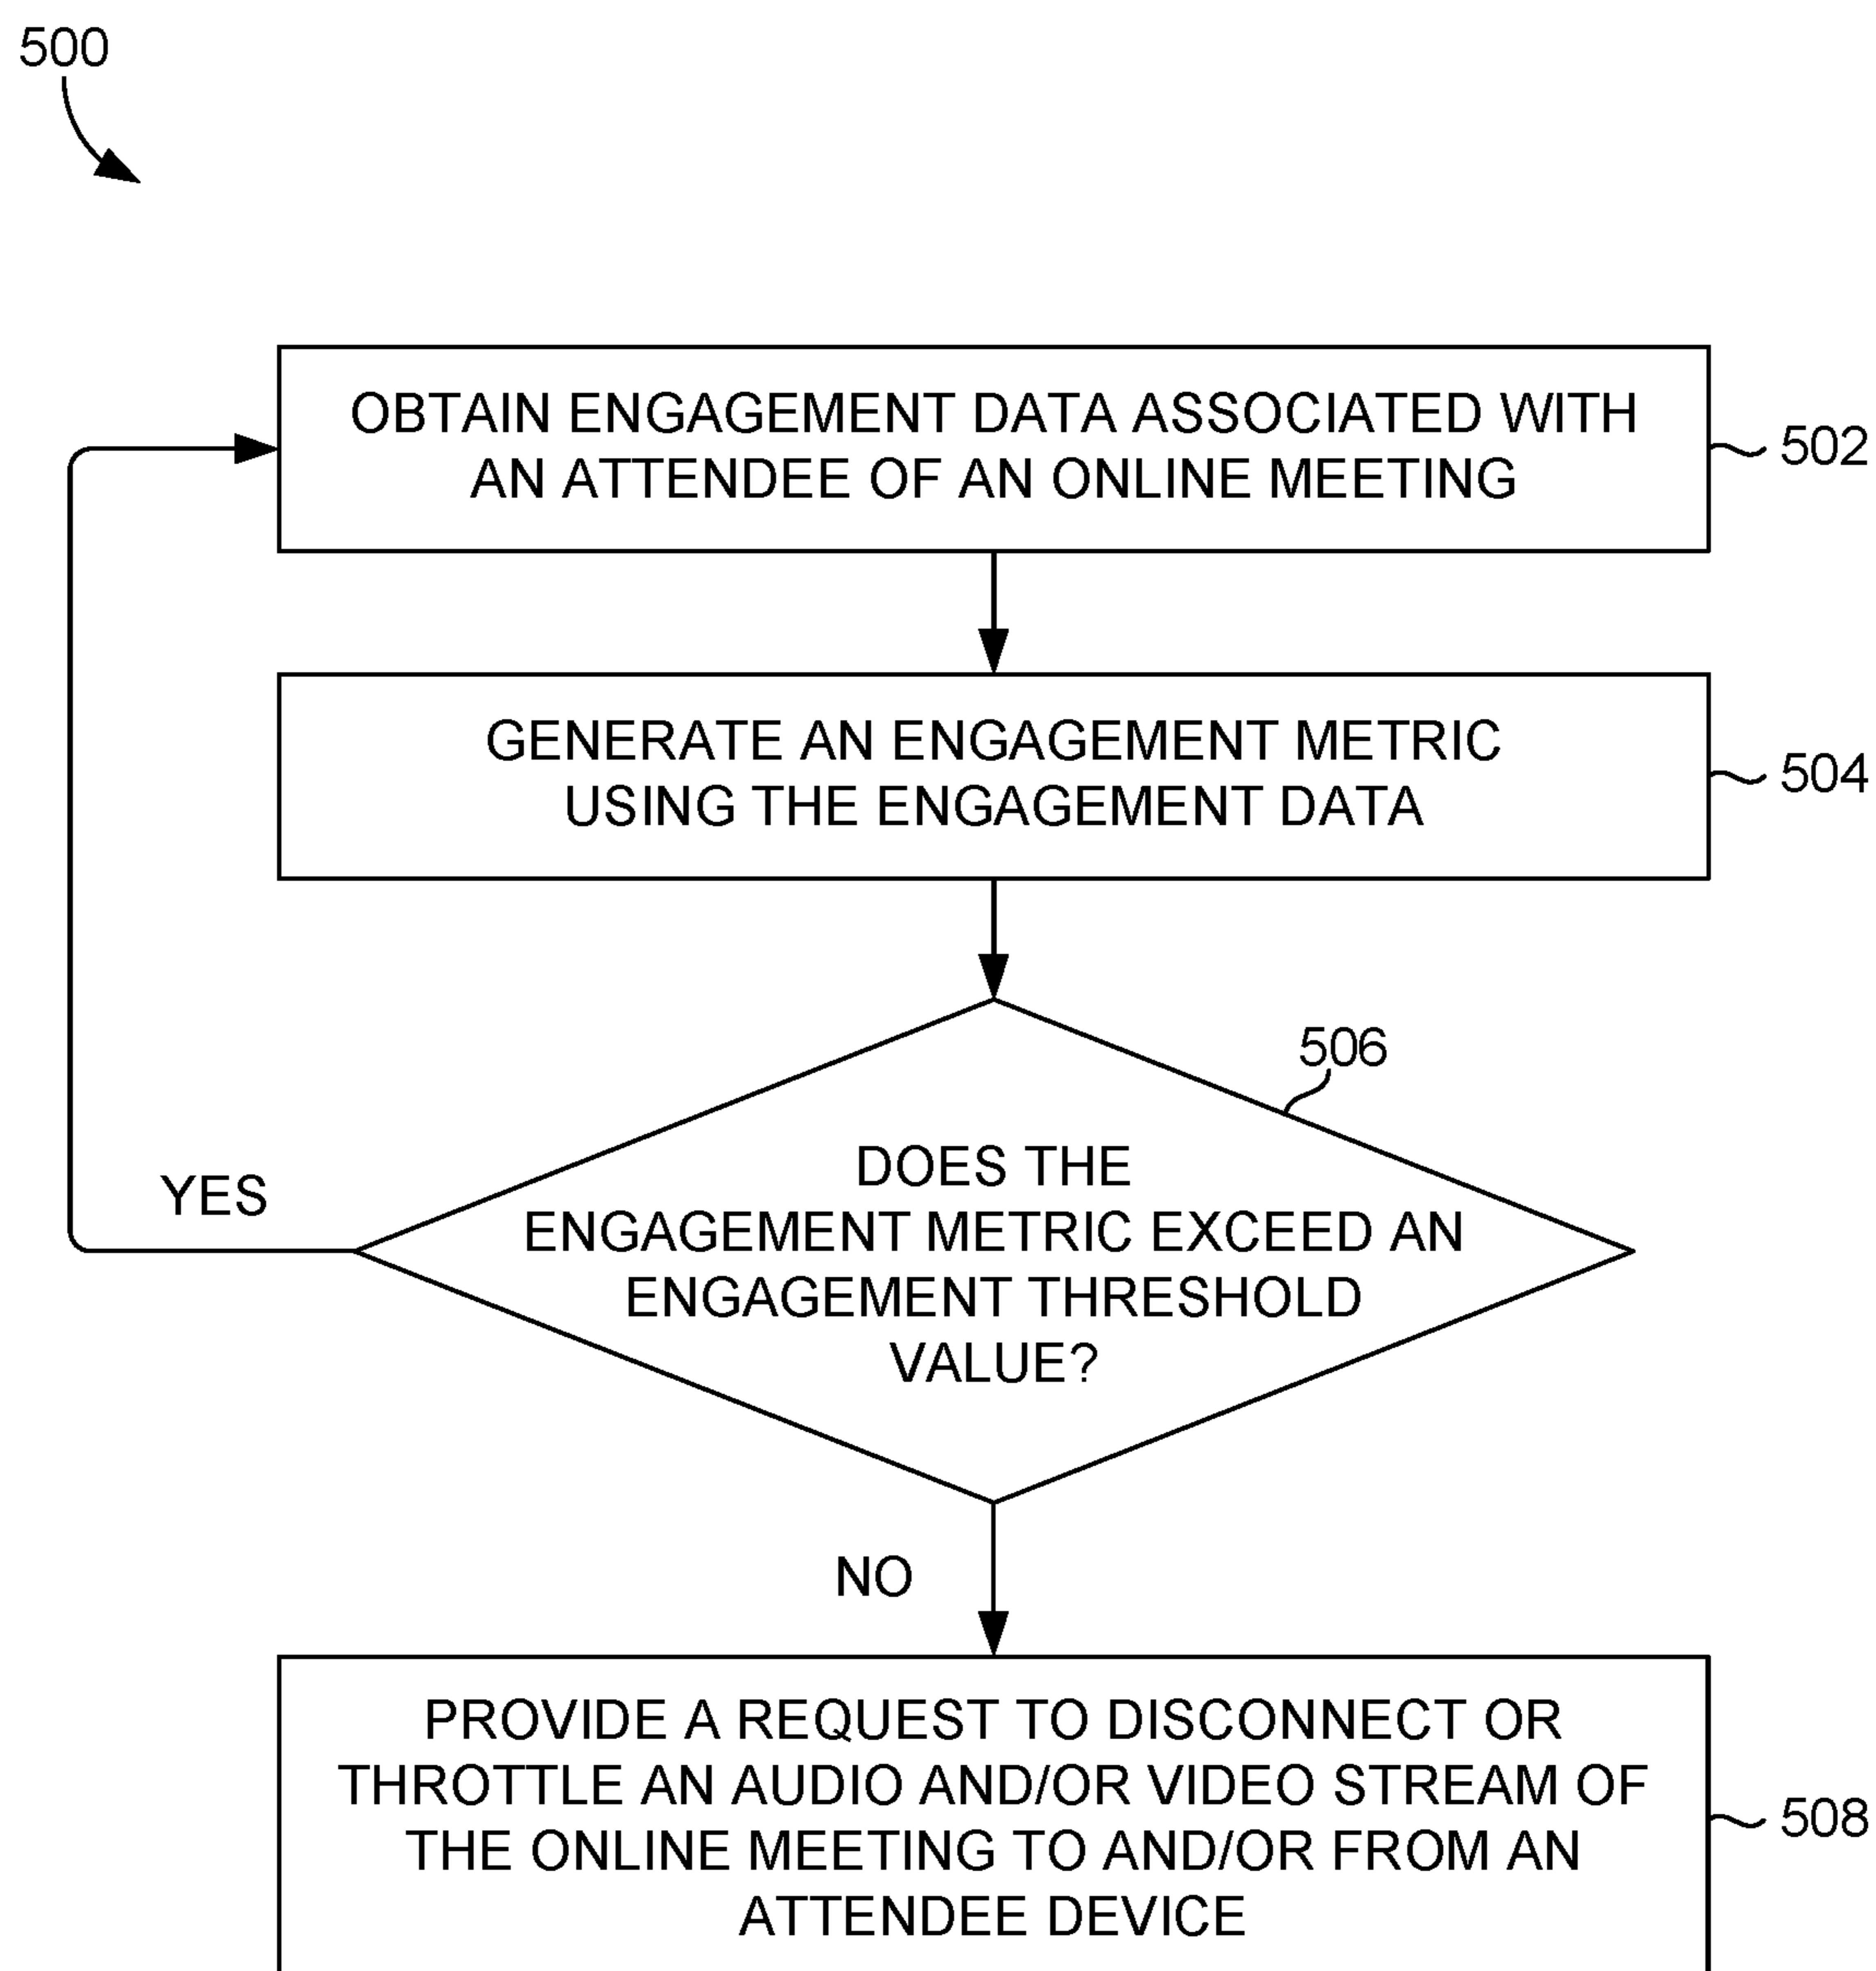 500
OBTAIN ENGAGEMENT DATA ASSOCIATED WITH
AN ATTENDEE OF AN ONLINE MEETING
502
GENERATE AN ENGAGEMENT METRIC
USING THE ENGAGEMENT DATA
504
506
DOES THE
ENGAGEMENT METRIC EXCEED AN
ENGAGEMENT THRESHOLD
VALUE?
YES
NO
PROVIDE A REQUEST TO DISCONNECT OR
THROTTLE AN AUDIO AND/OR VIDEO STREAM OF
THE ONLINE MEETING TO AND/OR FROM AN
ATTENDEE DEVICE
508